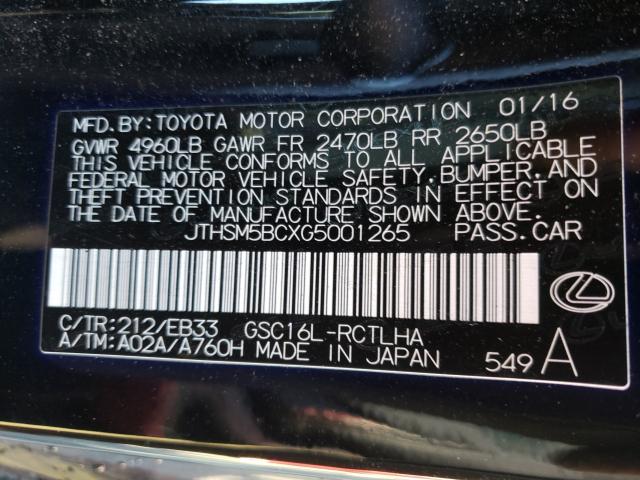 MFD. BY: TOYOTA MOTOR CORPORATION 01/16
GVWR 4960LB GAWR FR 2470LB RR 2650LB
THIS VEHICLE CONFORMS TO ALL APPLICABLE
FEDERAL MOTOR VEHICLE SAFETY, BUMPER, AND
THEFT PREVENTION STANDARDS IN EFFECT ON
THE DATE OF MANUFACTURE SHOWN ABOVE.
JTHSM5BCXG5001265 PASS.CAR
C/TR: 212/EB33 GSC16L-RCTLHA
A/TM: A02A/A760H MADE IN JAPAN 549 A